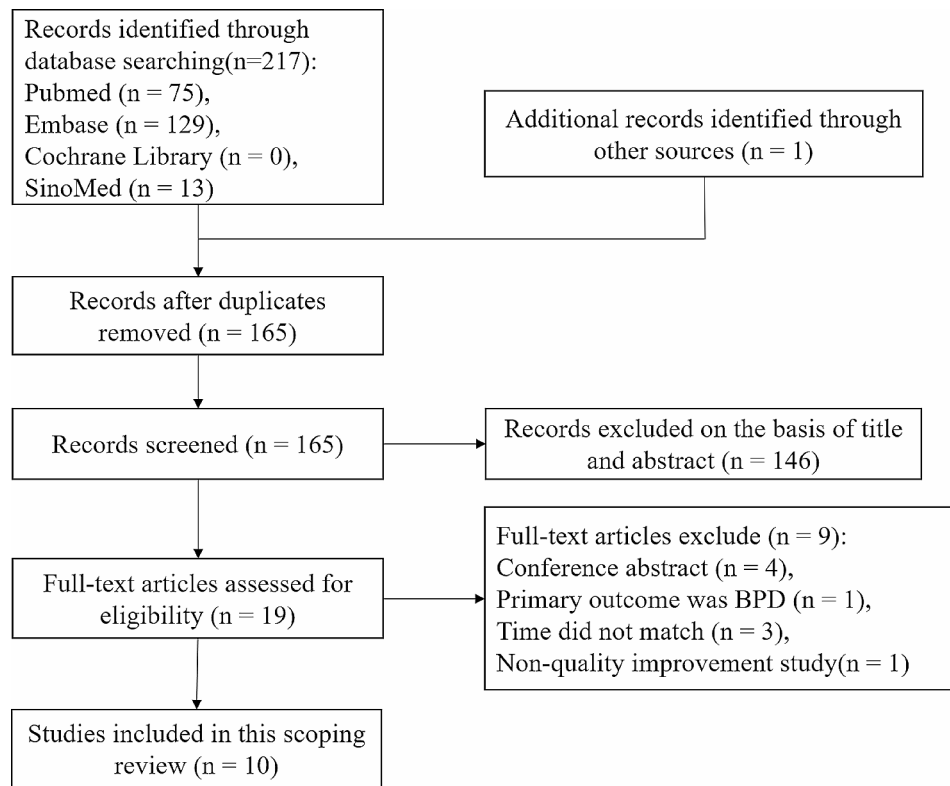 Records identified through
database searching(n=217):
Pubmed (n = 75),
Embase (n = 129),
Cochrane Library (n = 0),
SinoMed (n = 13)
Additional records identified through
other sources (n = 1)
Records after duplicates
removed (n = 165)
Records screened (n = 165)
Records excluded on the basis of title
and abstract (n = 146)
Full-text articles assessed for
eligibility (n = 19)
Full-text articles exclude (n = 9):
Conference abstract (n = 4),
Primary outcome was BPD (n = 1),
Time did not match (n = 3),
Non-quality improvement study(n = 1)
Studies included in this scoping
review (n = 10)